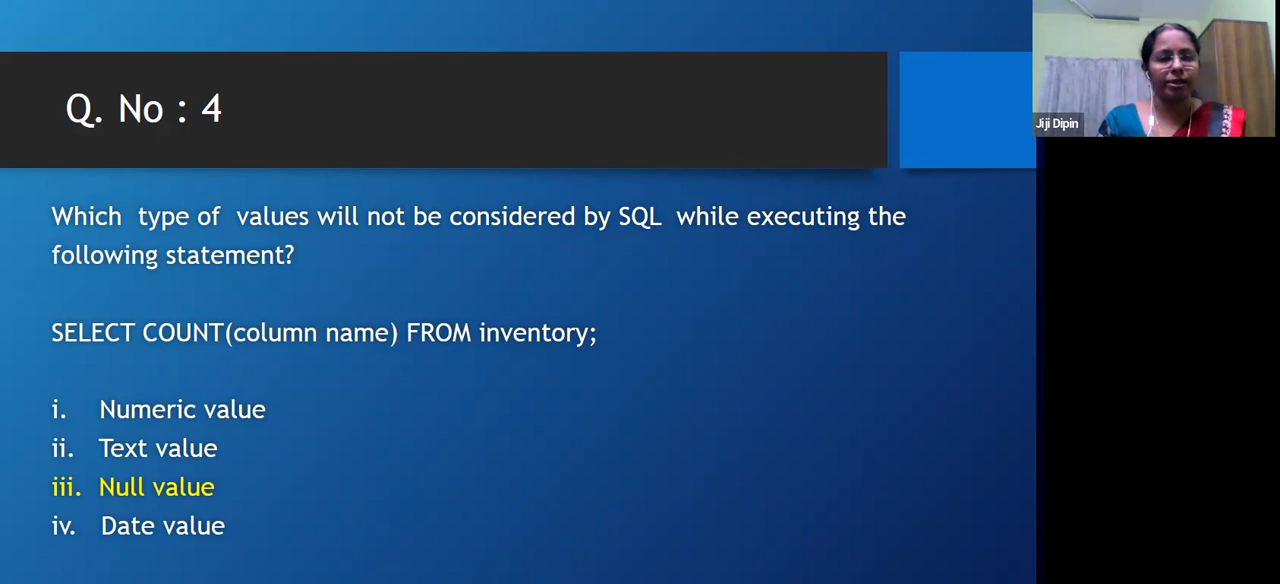 Q. No : 4
Jiji Dipin
Which type of values will not be considered by SQL while executing the
following statement?
SELECT COUNT(column name) FROM inventory;
i. Numeric value
ii. Text value
iii. Null value
iv. Date value